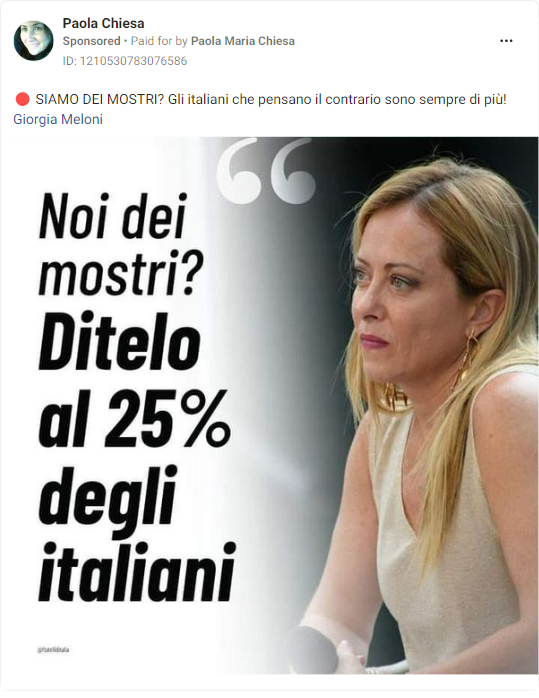 Paola Chiesa
Sponsored • Paid for by Paola Maria Chiesa
ID: 1210530783076586
🔴 SIAMO DEI MOSTRI? Gli italiani che pensano il contrario sono sempre di più!
Giorgia Meloni
“
Noi dei
mostri?
Ditelo
al 25%
degli
italiani